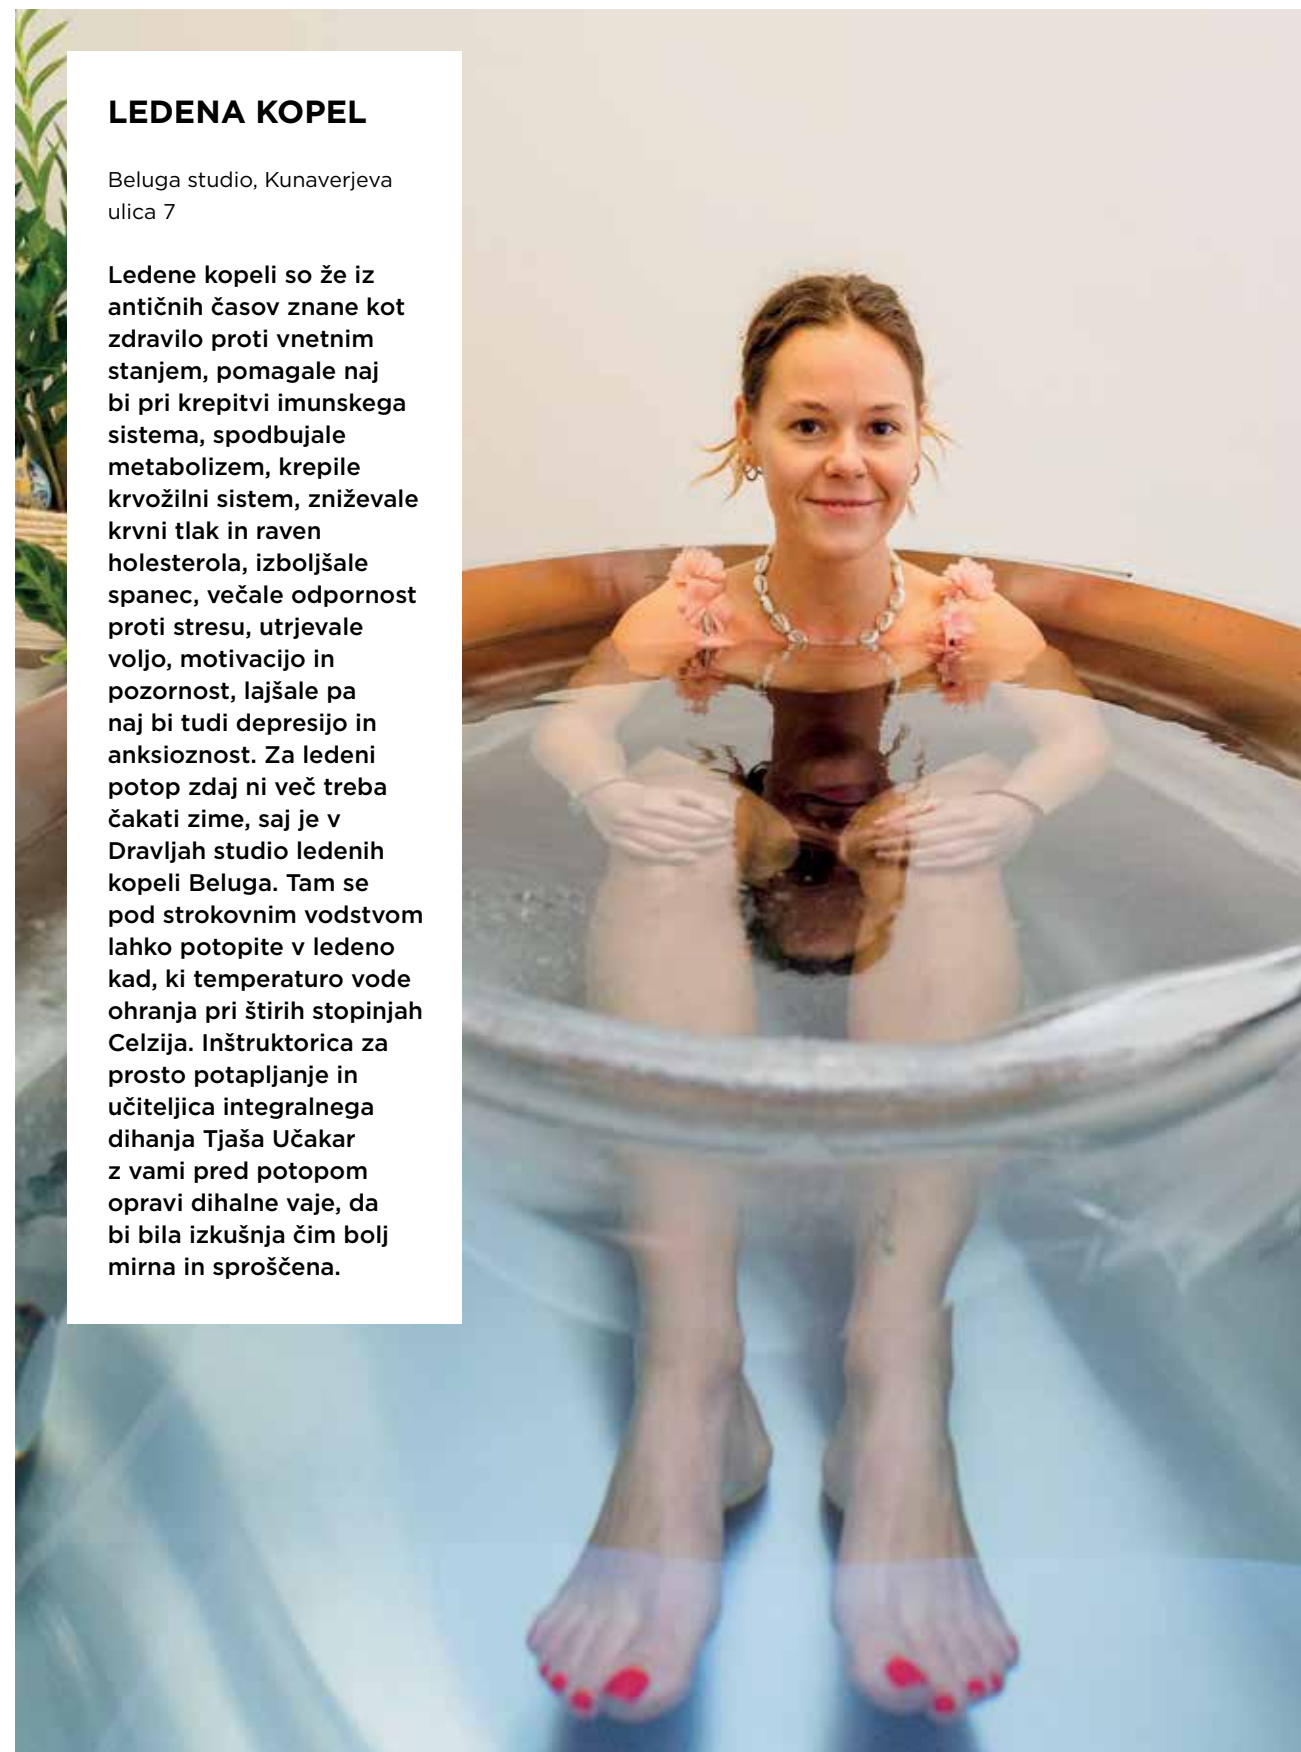 LEDENA KOPEL
Beluga studio, Kunaverjeva
ulica 7
Ledene kopeli so že iz
antičnih časov znane kot
zdravilo proti vnetnim
stanjem, pomagale naj
bi pri krepitvi imunskega
sistema, spodbujale
metabolizem, krepile
krvožilni sistem, zniževale
krvni tlak in raven
holesterola, izboljšale
spanec, večale odpornost
proti stresu, utrjevale
voljo, motivacijo in
pozornost, lajšale pa
naj bi tudi depresijo in
anksioznost. Za ledeni
potop zdaj ni več treba
čakati zime, saj je v
Dravljah studio ledenih
kopeli Beluga. Tam se
pod strokovnim vodstvom
lahko potopite v ledeno
kad, ki temperaturo vode
ohranja pri štirih stopinjah
Celzija. Inštruktorica za
prosto potapljanje in
učiteljica integralnega
dihanja Tjaša Učakar
z vami pred potopom
opravi dihalne vaje, da
bi bila izkušnja čim bolj
mirna in sproščena.